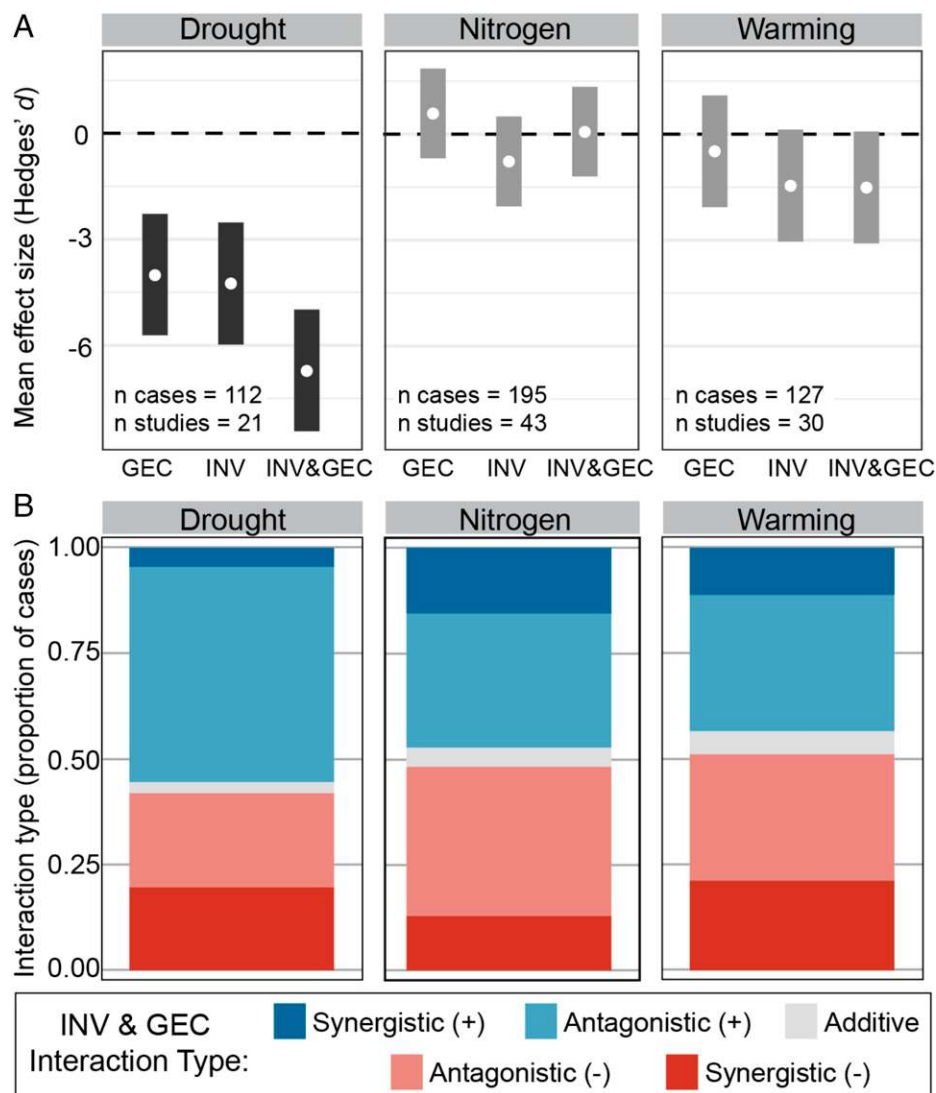 A
Drought Nitrogen Warming
Mean effect size (Hedges' d)
0
-3
-6
n cases = 112
n studies = 21
n cases = 195
n studies = 43
n cases = 127
n studies = 30
GEC INV INV&GEC GEC INV INV&GEC GEC INV INV&GEC
B
Drought Nitrogen Warming
Interaction type (proportion of cases)
1.00
0.75
0.50
0.25
0.00
INV & GEC
Interaction Type:
Synergistic (+) Antagonistic (+) Additive
Antagonistic (-) Synergistic (-)